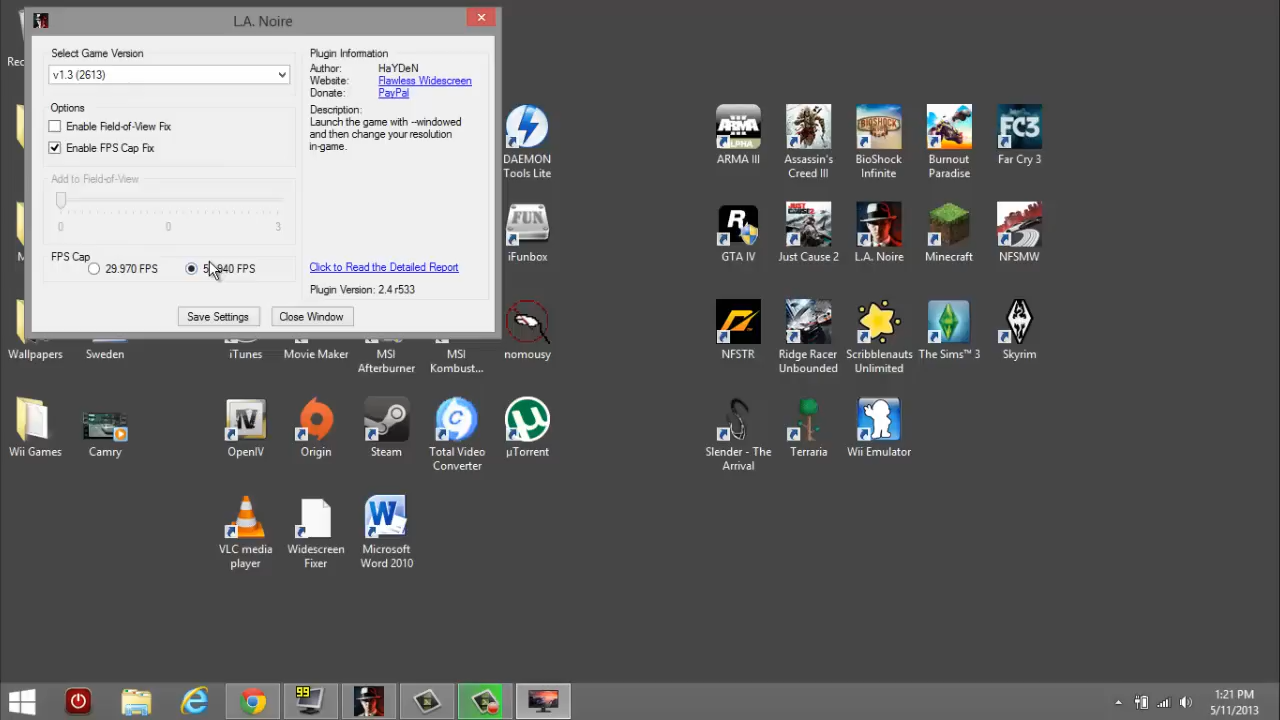 L.A. Noire
Select Game Version
v1.3 (2613)
Options
Enable Field-of-View Fix
Enable FPS Cap Fix
Add to Field-of-View
0
0
3
FPS Cap
29.970 FPS
940 FPS
Save Settings
Close Window
Plugin Information
Author: HaYDeN
Website: Flawless Widescreen
Donate: PayPal
Description:
Launch the game with --windowed
and then change your resolution
in-game.
Click to Read the Detailed Report
Plugin Version: 2.4 r533
DAEMON
Tools Lite
ARMA III
Assassin's
Creed III
BioShock
Infinite
Burnout
Paradise
Far Cry 3
iFunbox
GTA IV
Just Cause 2
L.A. Noire
Minecraft
NFSMW
Wallpapers
Sweden
iTunes
Movie Maker
MSI
Afterburner
MSI
Kombust...
nomousy
NFSTR
Ridge Racer
Unbounded
Scribblenauts
Unlimited
The Sims™ 3
Skyrim
Wii Games
Camry
OpenIV
Origin
Steam
Total Video
Converter
µTorrent
Slender - The
Arrival
Terraria
Wii Emulator
VLC media
player
Widescreen
Fixer
Microsoft
Word 2010
99
1:21 PM
5/11/2013